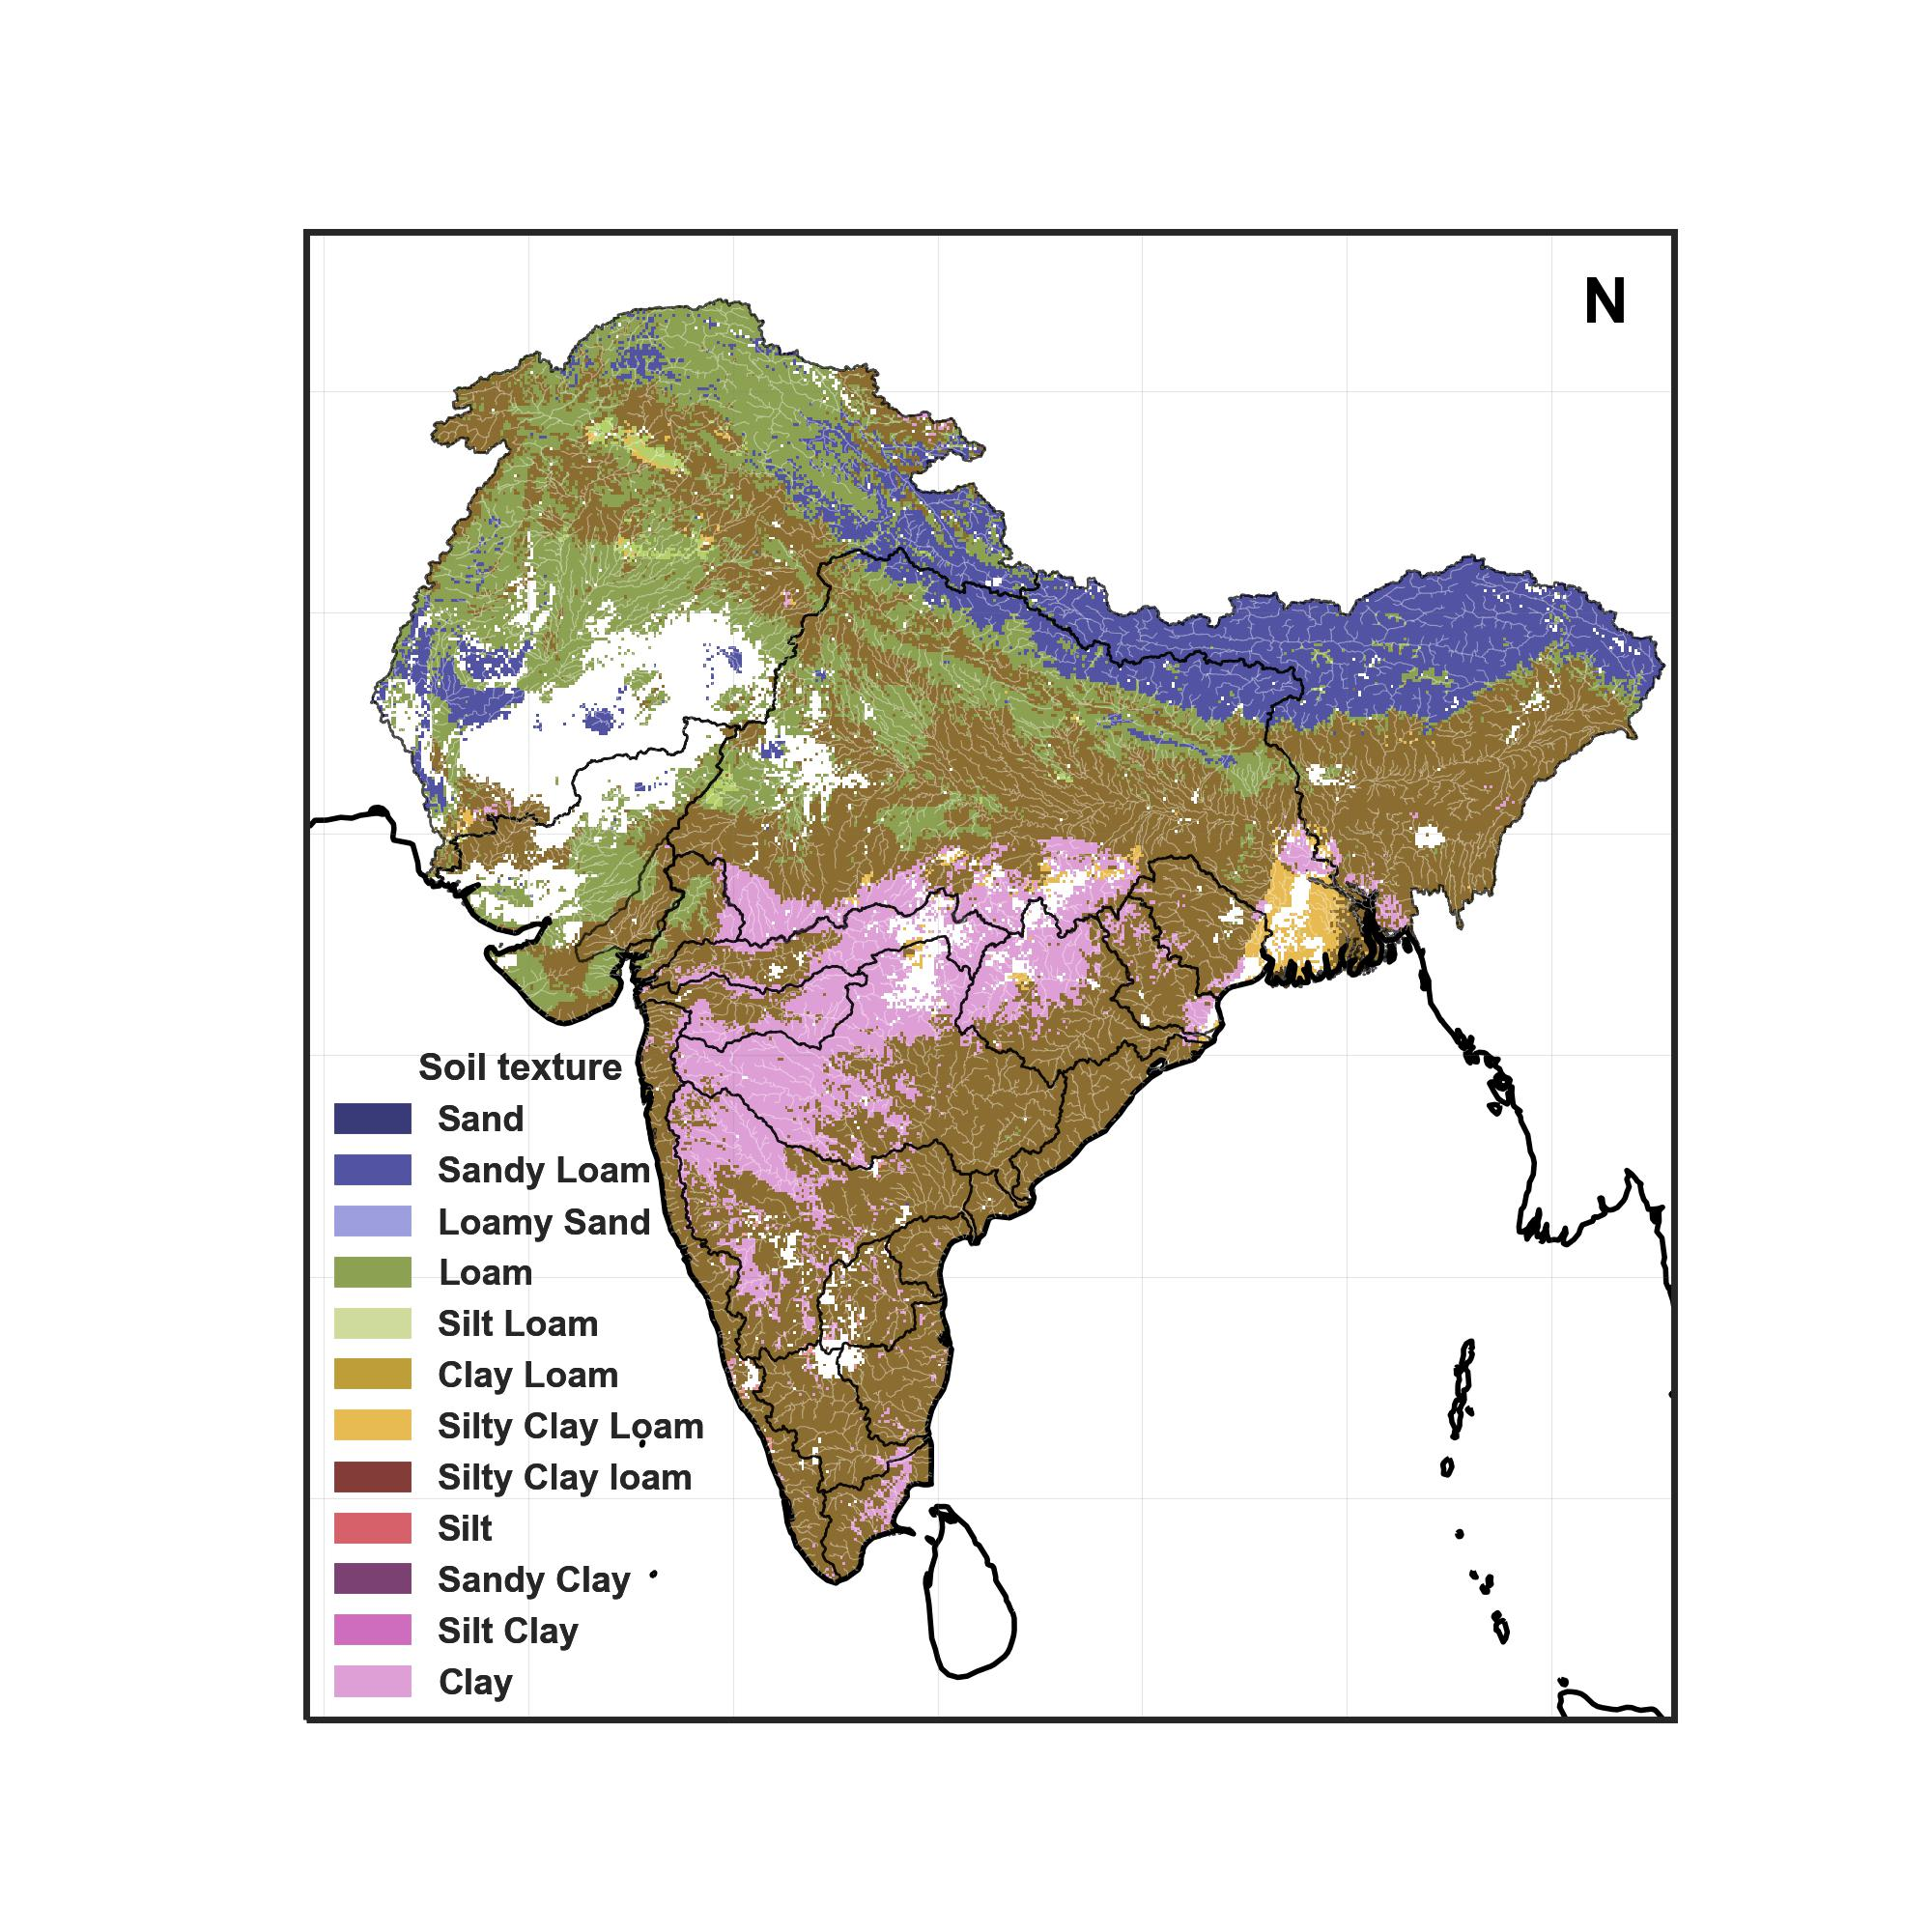 N
Soil texture
Sand
Sandy Loam
Loamy Sand
Loam
Silt Loam
Clay Loam
Silty Clay Loam
Silty Clay loam
Silt
Sandy Clay
Silt Clay
Clay